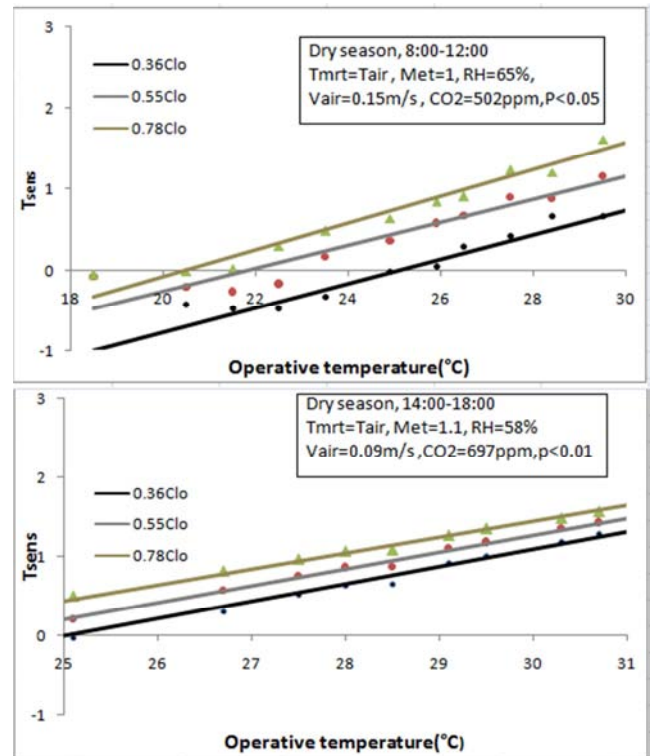 3
Dry season, 8:00-12:00
Tmrt=Tair , Met=1, RH=65%,
Vair=0.15m/s , CO2=502ppm,P<0.05
0.36Clo
0.55Clo
0.78Clo
2
Tsens
1
0
18 20 22 24 26 28 30
-1
Operative temperature(°C)
3
Dry season, 14:00-18:00
Tmrt=Tair, Met=1.1, RH=58%
Vair=0.09m/s ,CO2=697ppm,p<0.01
2
0.36Clo
0.55Clo
0.78Clo
Tsens
1
0
25 26 27 28 29 30 31
-1
Operative temperature(°C)